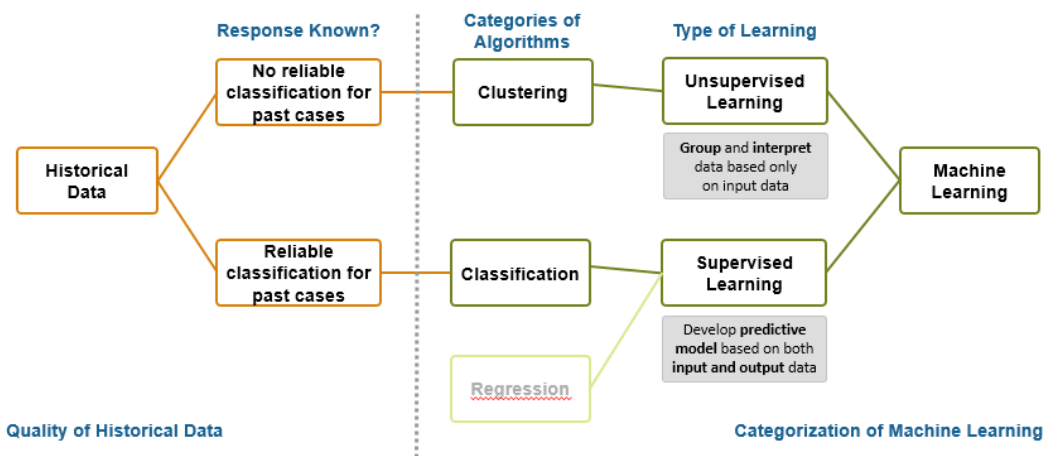 Response Known?
Categories of
Algorithms
Type of Learning
No reliable
classification for
past cases
Clustering
Unsupervised
Learning
Group and interpret
data based only
on input data
Historical
Data
Machine
Learning
Reliable
classification for
past cases
Classification
Supervised
Learning
Develop predictive
model based on both
input and output data
Regression
Quality of Historical Data
Categorization of Machine Learning